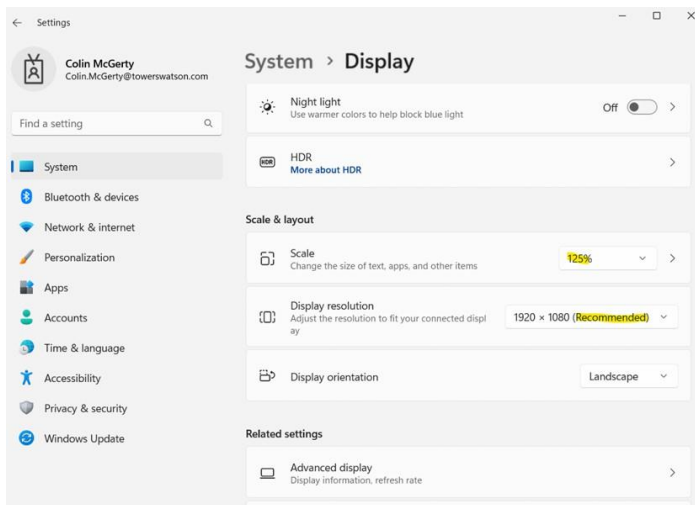 Settings
Colin McGerty
Colin.McGerty@towerswatson.com
Find a setting
System
Bluetooth & devices
Network & internet
Personalization
Apps
Accounts
Time & language
Accessibility
Privacy & security
Windows Update
System > Display
Night light
Use warmer colors to help block blue light
Off
HDR
HDR
More about HDR
Scale & layout
Scale
Change the size of text, apps, and other items
125%
Display resolution
Adjust the resolution to fit your connected displ
ay
1920 × 1080 (Recommended)
Display orientation
Landscape
Related settings
Advanced display
Display information, refresh rate